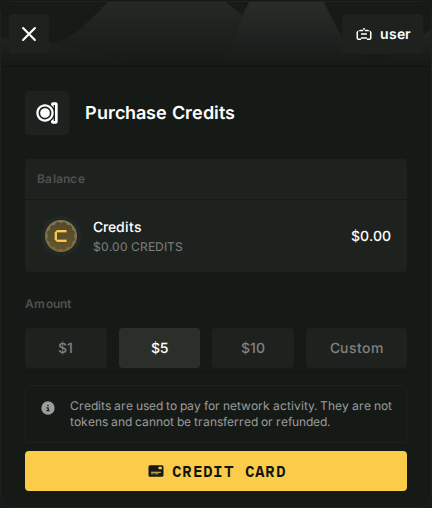 user
Purchase Credits
Balance
Credits
$0.00
$0.00 CREDITS
Amount
$1
$5
$10
Custom
Credits are used to pay for network activity. They are not
tokens and cannot be transferred or refunded.
CREDIT CARD